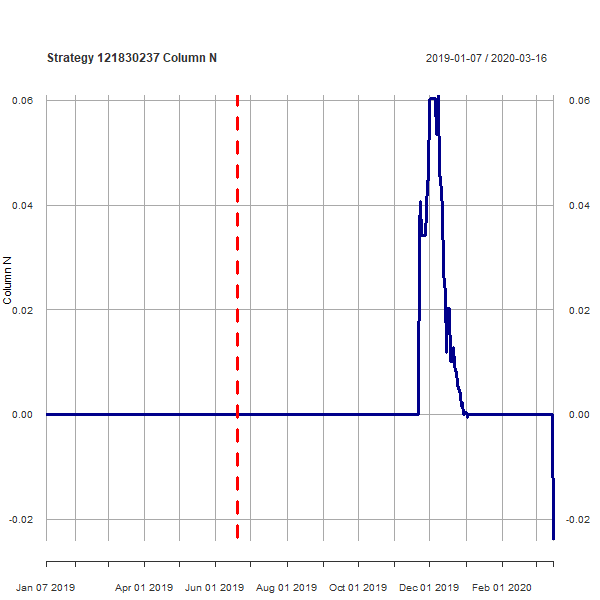 Strategy 121830237 Column N 2019-01-07 / 2020-03-16
0.06 0.06
0.04 0.04
0.02 0.02
0.00 0.00
-0.02 -0.02
Column N
Jan 07 2019 Apr 01 2019 Jun 01 2019 Aug 01 2019 Oct 01 2019 Dec 01 2019 Feb 01 2020